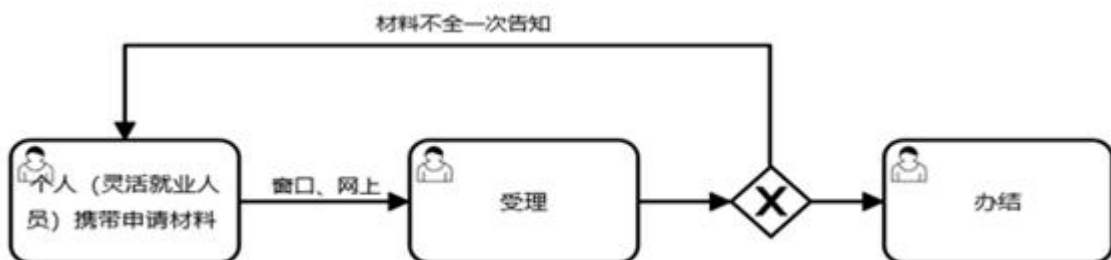 材料不全一次告知
个人（灵活就业人
员）携带申请材料
窗口、网上
受理
X
办结